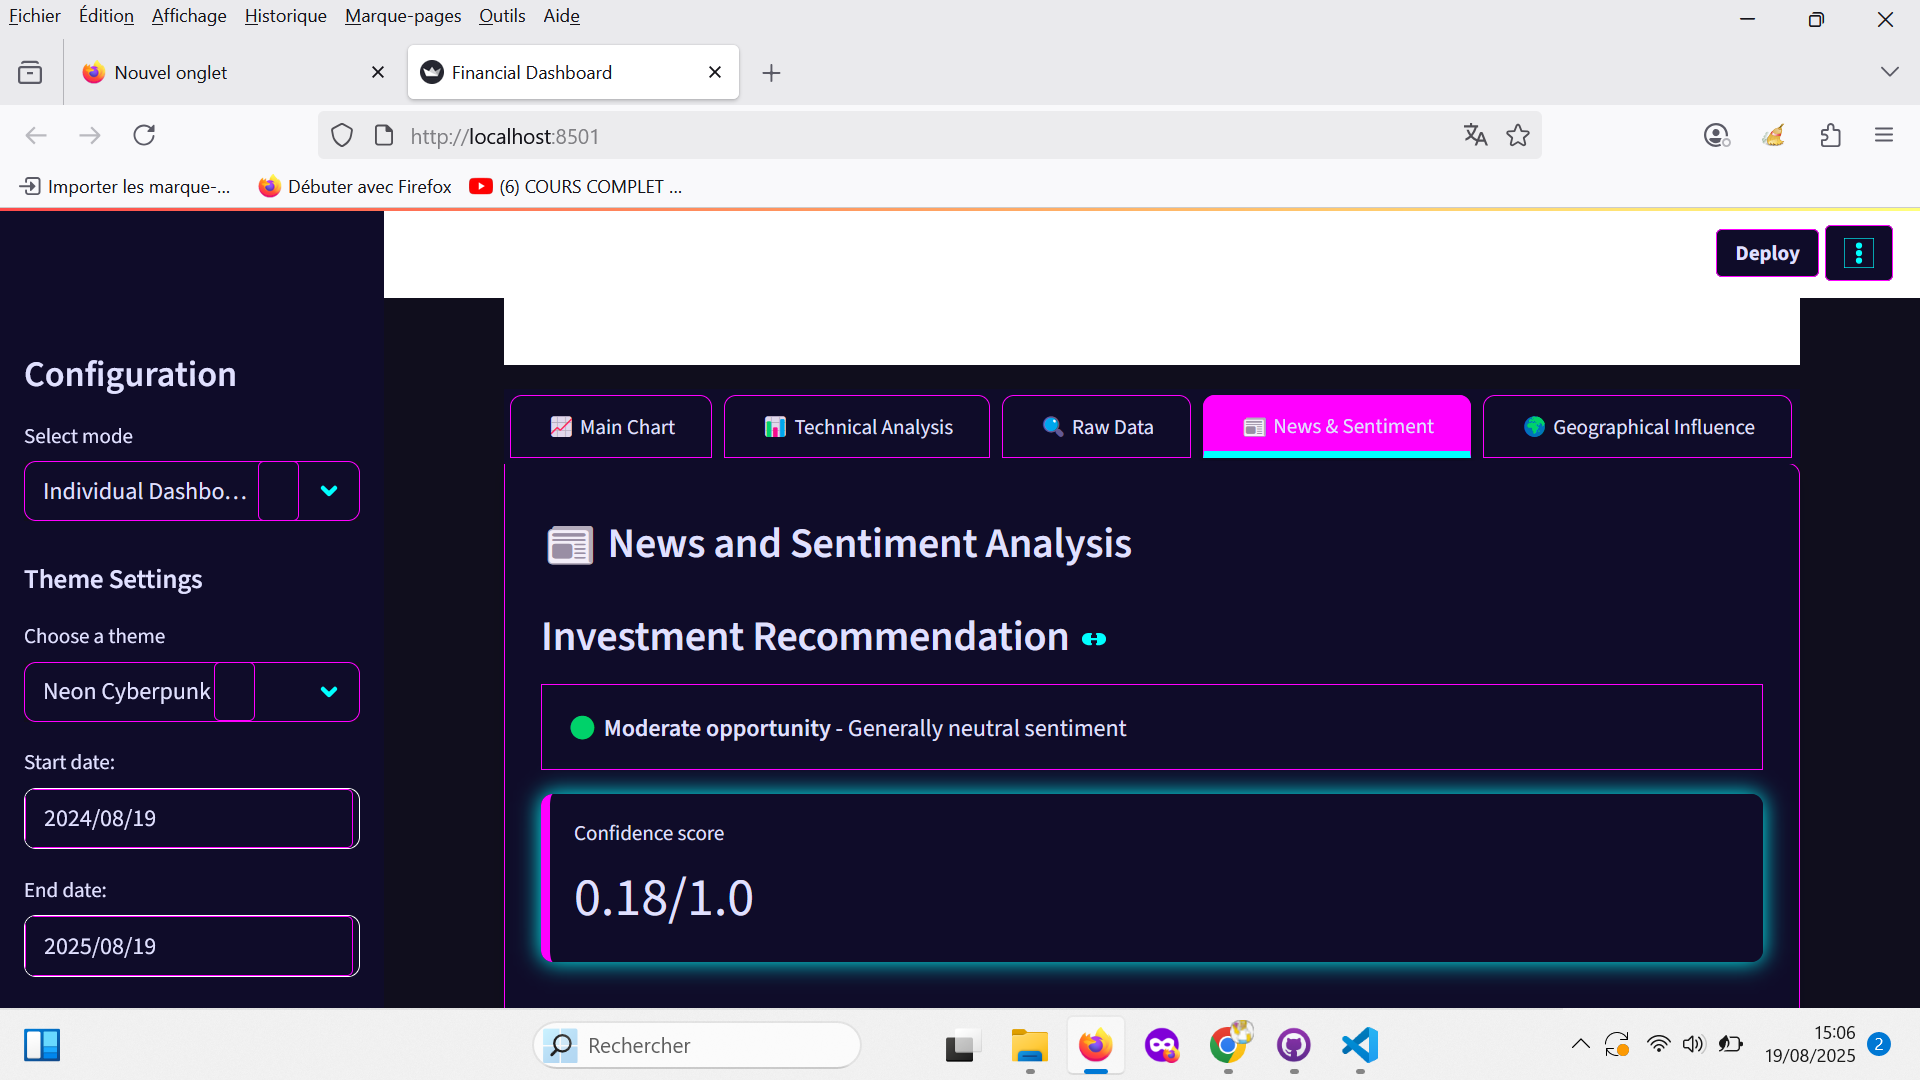 Fichier Édition Affichage Historique Marque-pages Outils Aide
Nouvel onglet
Financial Dashboard
http://localhost:8501
Importer les marque-...
Débuter avec Firefox
(6) COURS COMPLET ...
Deploy
Configuration
Select mode
Individual Dashbo...
Theme Settings
Choose a theme
Neon Cyberpunk
Start date:
2024/08/19
End date:
2025/08/19
Main Chart
Technical Analysis
Raw Data
News & Sentiment
Geographical Influence
News and Sentiment Analysis
Investment Recommendation
Moderate opportunity - Generally neutral sentiment
Confidence score
0.18/1.0
Rechercher
15:06
19/08/2025
2